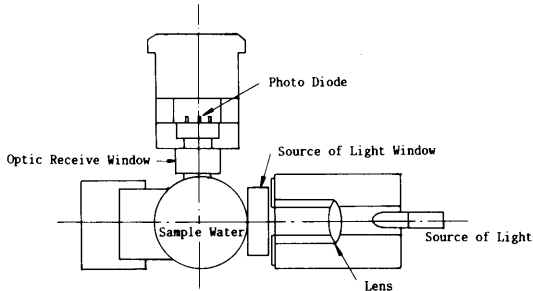 Photo Diode
Optic Receive Window
Source of Light Window
Sample Water
Source of Light
Lens